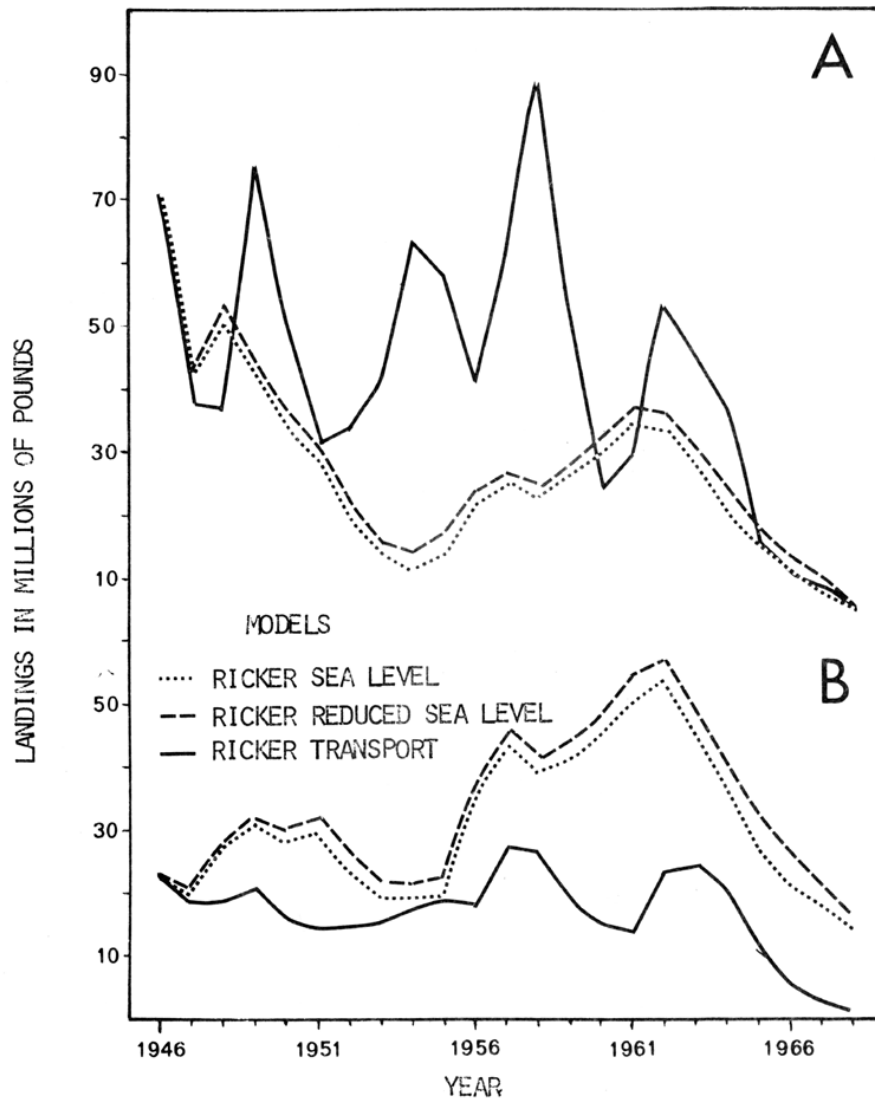 A
90
70
50
30
10
LANDINGS IN MILLIONS OF POUNDS
MODELS
RICKER SEA LEVEL
RICKER REDUCED SEA LEVEL
RICKER TRANSPORT
B
50
30
10
1946 1951 1956 1961 1966
YEAR